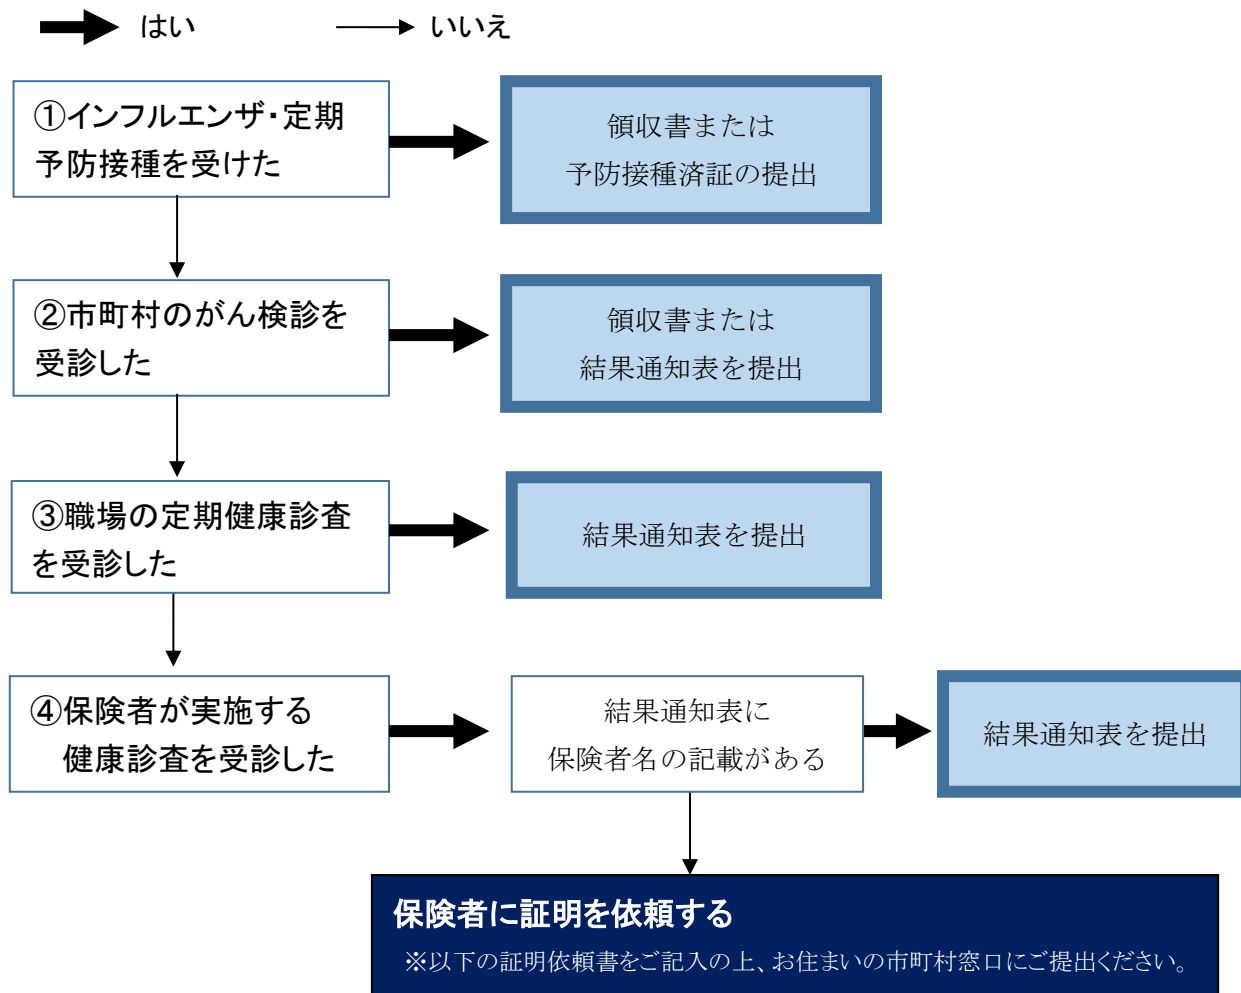 はい
いいえ
①インフルエンザ・定期
予防接種を受けた
領収書または
予防接種済証の提出
②市町村のがん検診を
受診した
領収書または
結果通知表を提出
③職場の定期健康診査
を受診した
結果通知表を提出
④保険者が実施する
健康診査を受診した
結果通知表に
保険者名の記載がある
結果通知表を提出
保険者に証明を依頼する
※以下の証明依頼書をご記入の上、お住まいの市町村窓口にご提出ください。